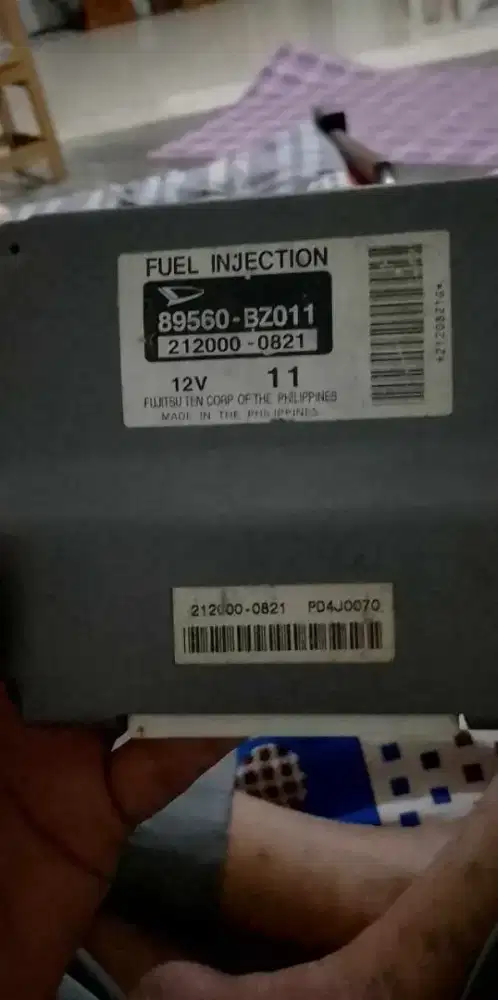 FUEL INJECTION
89560-BZ011
212000-0821
12V 11
FUJITSU TEN CORP. OF THE PHILIPPINES
MADE IN THE PHILIPPINES
212000-0821 PD4J0070